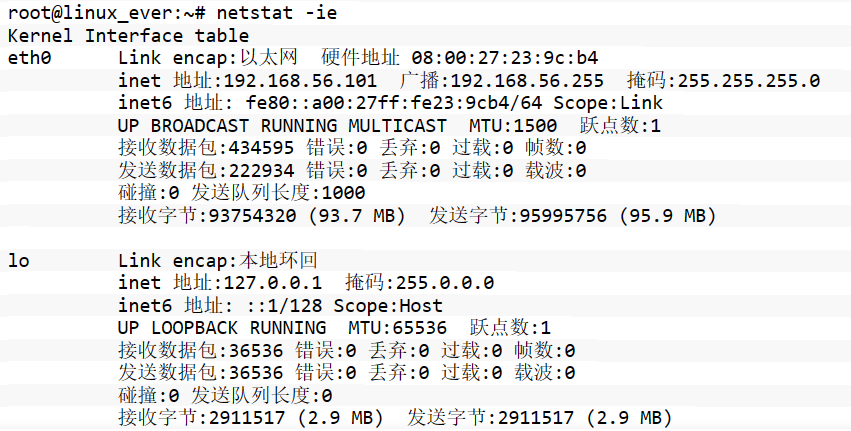 root@linux_ever:~# netstat -ie
Kernel Interface table
eth0      Link encap:以太网  硬件地址 08:00:27:23:9c:b4
          inet 地址:192.168.56.101  广播:192.168.56.255  掩码:255.255.255.0
          inet6 地址: fe80::a00:27ff:fe23:9cb4/64 Scope:Link
          UP BROADCAST RUNNING MULTICAST  MTU:1500  跃点数:1
          接收数据包:434595 错误:0 丢弃:0 过载:0 帧数:0
          发送数据包:222934 错误:0 丢弃:0 过载:0 载波:0
          碰撞:0 发送队列长度:1000
          接收字节:93754320 (93.7 MB)  发送字节:95995756 (95.9 MB)
lo        Link encap:本地环回
          inet 地址:127.0.0.1  掩码:255.0.0.0
          inet6 地址: ::1/128 Scope:Host
          UP LOOPBACK RUNNING  MTU:65536  跃点数:1
          接收数据包:36536 错误:0 丢弃:0 过载:0 帧数:0
          发送数据包:36536 错误:0 丢弃:0 过载:0 载波:0
          碰撞:0 发送队列长度:0
          接收字节:2911517 (2.9 MB)  发送字节:2911517 (2.9 MB)